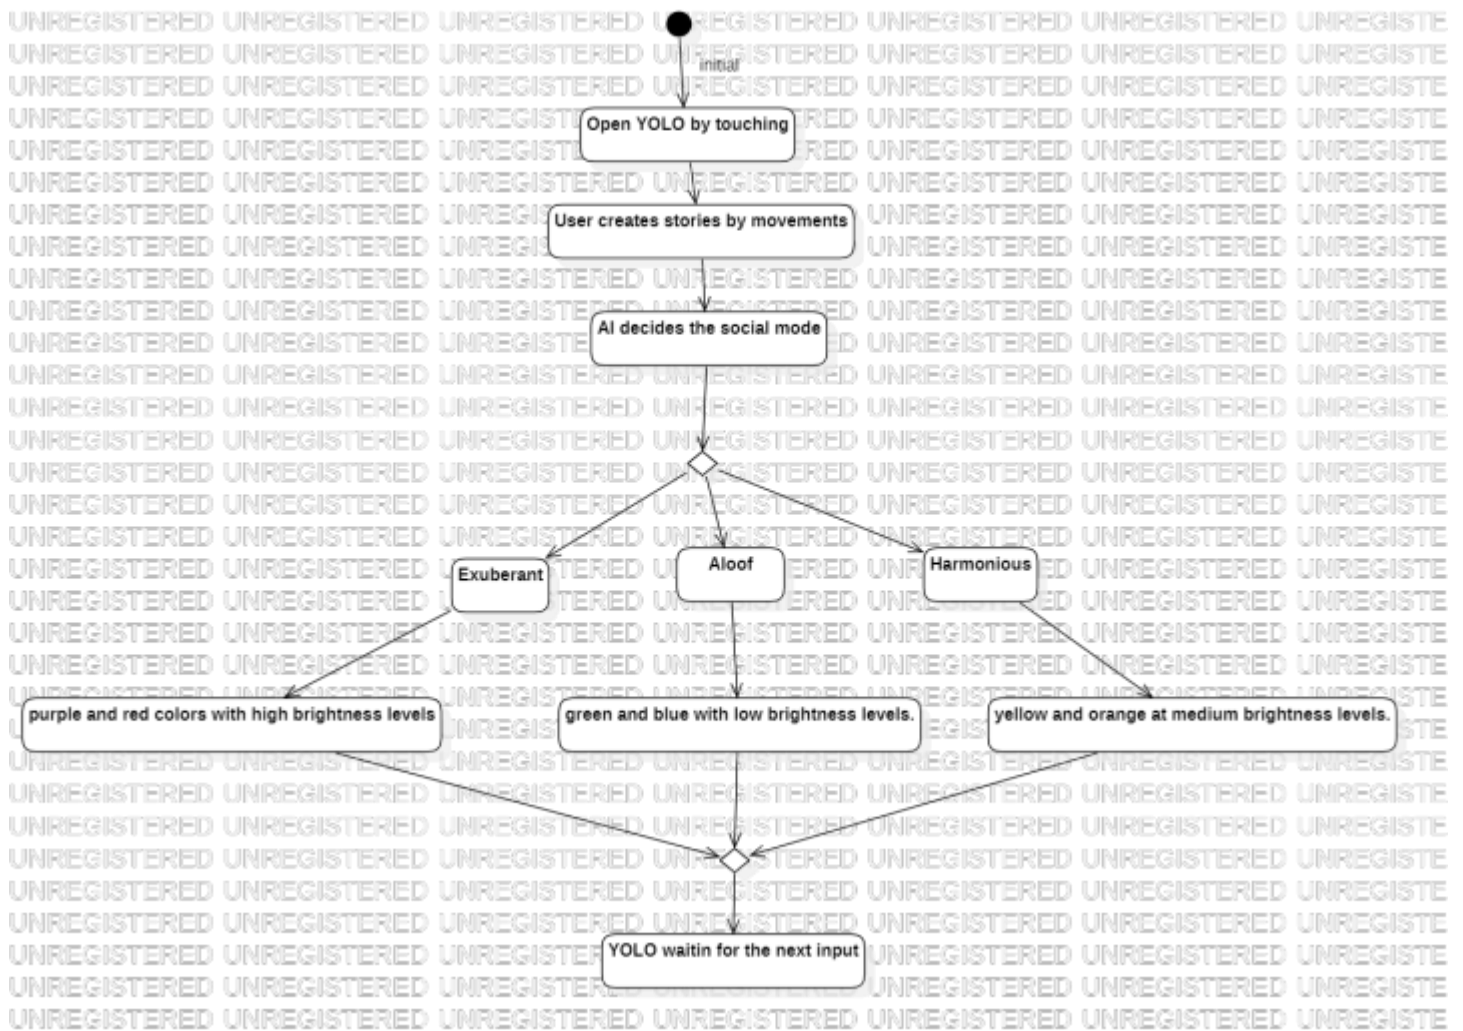 initial
Open YOLO by touching
User creates stories by movements
AI decides the social mode
Exuberant
Aloof
Harmonious
purple and red colors with high brightness levels
green and blue with low brightness levels.
yellow and orange at medium brightness levels.
YOLO waitin for the next input
UNREGISTERED